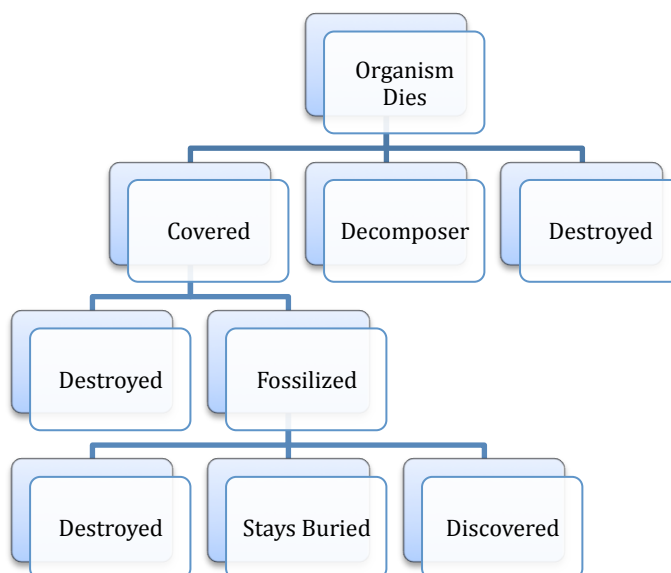 Organism
Dies
Covered
Decomposer
Destroyed
Destroyed
Fossilized
Destroyed
Stays Buried
Discovered